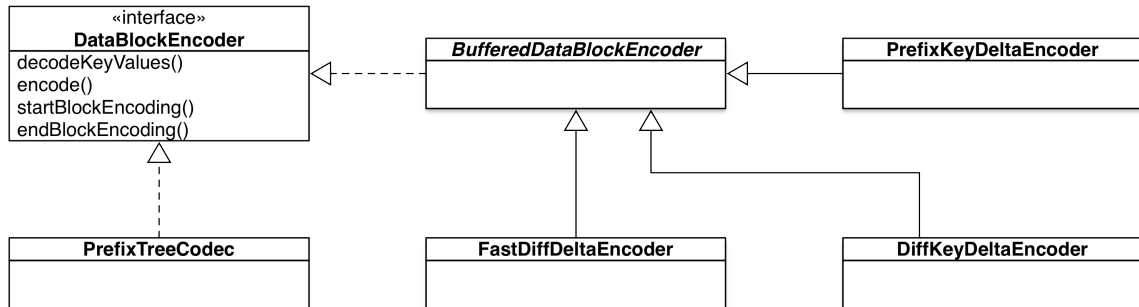 «interface»
DataBlockEncoder
decodeKeyValues()
encode()
startBlockEncoding()
endBlockEncoding()
BufferedDataBlockEncoder
PrefixKeyDeltaEncoder
PrefixTreeCodec
FastDiffDeltaEncoder
DiffKeyDeltaEncoder